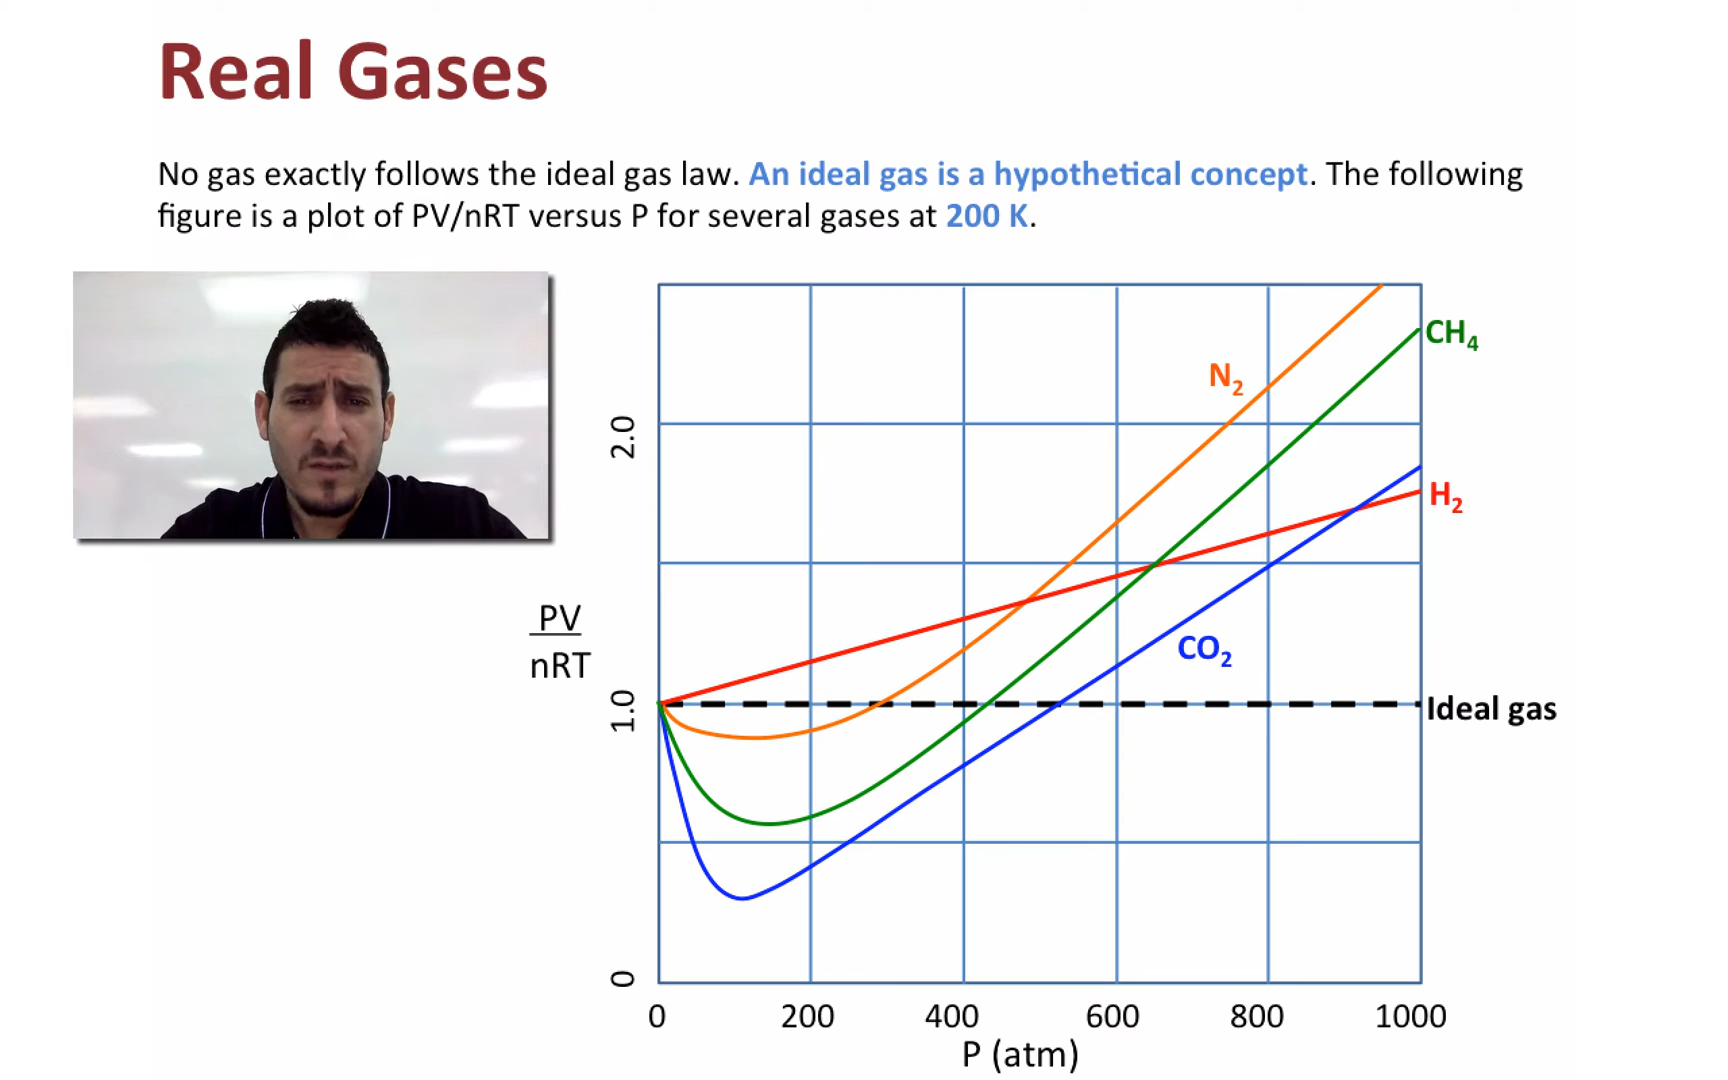 Real Gases
No gas exactly follows the ideal gas law. An ideal gas is a hypothetical concept. The following
figure is a plot of PV/nRT versus P for several gases at 200 K.
CH₄
N₂
2.0
H₂
PV
nRT
CO₂
1.0
Ideal gas
0
0 200 400 600 800 1000
P (atm)